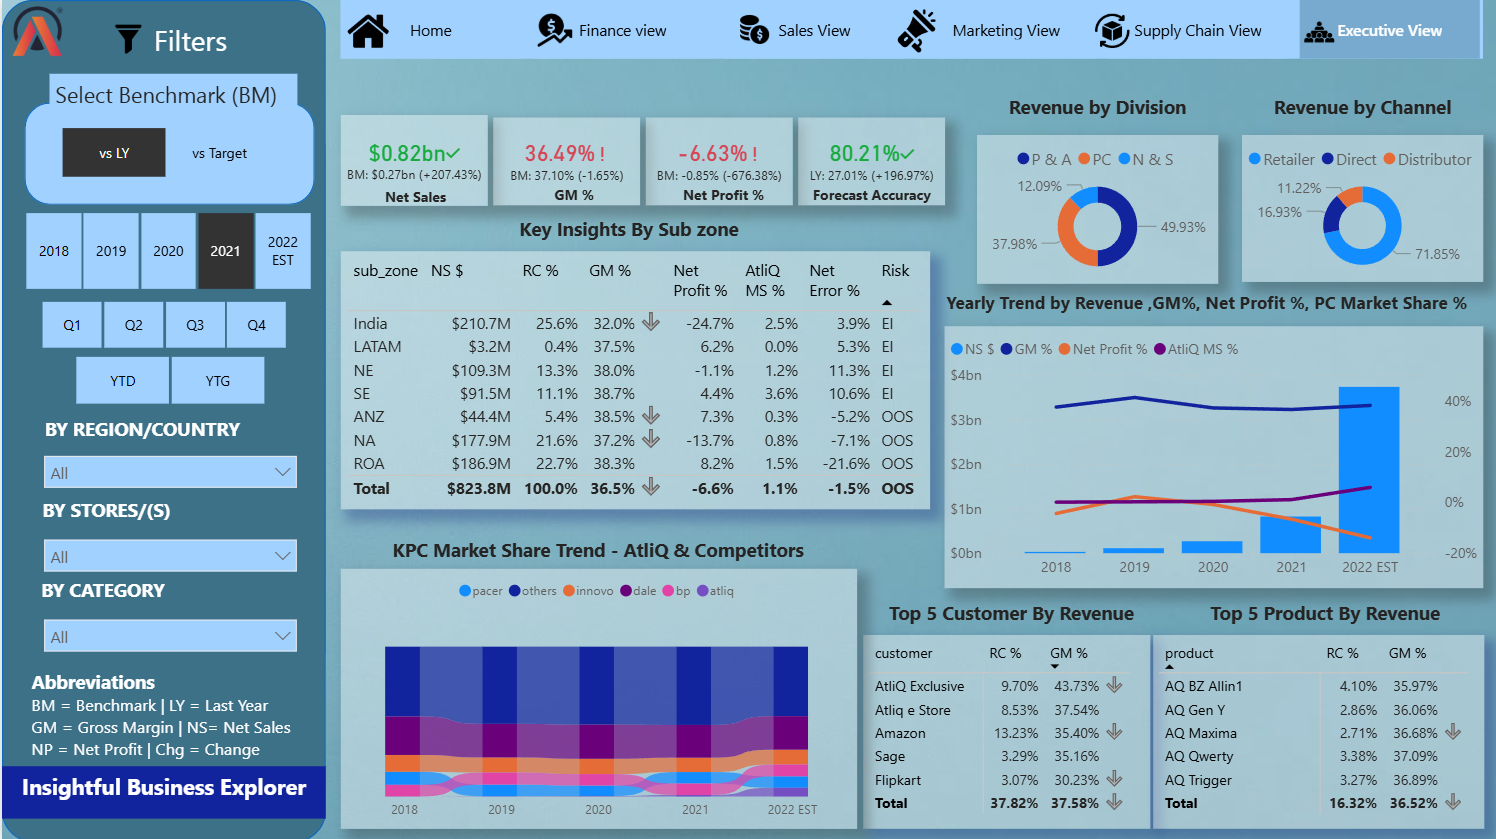 Filters
Select Benchmark (BM)
vs LY
vs Target
2018
2019
2020
2021
2022
EST
Q1
Q2
Q3
Q4
YTD
YTG
BY REGION/COUNTRY
All
BY STORES/(S)
All
BY CATEGORY
All
Abbreviations
BM = Benchmark | LY = Last Year
GM = Gross Margin | NS= Net Sales
NP = Net Profit | Chg = Change
Insightful Business Explorer
Home
Finance view
Sales View
Marketing View
Supply Chain View
Executive View
$0.82bn
BM: $0.27bn (+207.43%)
Net Sales
36.49% !
BM: 37.10% (-1.65%)
GM %
-6.63% !
BM: -0.85% (-676.38%)
Net Profit %
80.21%
LY: 27.01% (+196.97%)
Forecast Accuracy
Revenue by Division
P & A PC N & S
12.09%
49.93%
37.98%
Revenue by Channel
Retailer Direct Distributor
11.22%
16.93%
71.85%
Key Insights By Sub zone
sub_zone NS $ RC % GM % Net Profit % AtliQ MS % Net Error % Risk
India $210.7M 25.6% 32.0% -24.7% 2.5% 3.9% EI
LATAM $3.2M 0.4% 37.5% 6.2% 0.0% 5.3% EI
NE $109.3M 13.3% 38.0% -1.1% 1.2% 11.3% EI
SE $91.5M 11.1% 38.7% 4.4% 3.6% 10.6% EI
ANZ $44.4M 5.4% 38.5% 7.3% 0.3% -5.2% OOS
NA $177.9M 21.6% 37.2% -13.7% 0.8% -7.1% OOS
ROA $186.9M 22.7% 38.3% 8.2% 1.5% -21.6% OOS
Total $823.8M 100.0% 36.5% -6.6% 1.1% -1.5% OOS
Yearly Trend by Revenue ,GM%, Net Profit %, PC Market Share %
NS $ GM % Net Profit % AtliQ MS %
$4bn
$3bn
$2bn
$1bn
$0bn
40%
20%
0%
-20%
2018 2019 2020 2021 2022 EST
KPC Market Share Trend - AtliQ & Competitors
pacer others innovo dale bp atliq
2018 2019 2020 2021 2022 EST
Top 5 Customer By Revenue
customer RC % GM %
AtliQ Exclusive 9.70% 43.73%
Atliq e Store 8.53% 37.54%
Amazon 13.23% 35.40%
Sage 3.29% 35.16%
Flipkart 3.07% 30.23%
Total 37.82% 37.58%
Top 5 Product By Revenue
product RC % GM %
AQ BZ Allin1 4.10% 35.97%
AQ Gen Y 2.86% 36.06%
AQ Maxima 2.71% 36.68%
AQ Qwerty 3.38% 37.09%
AQ Trigger 3.27% 36.89%
Total 16.32% 36.52%